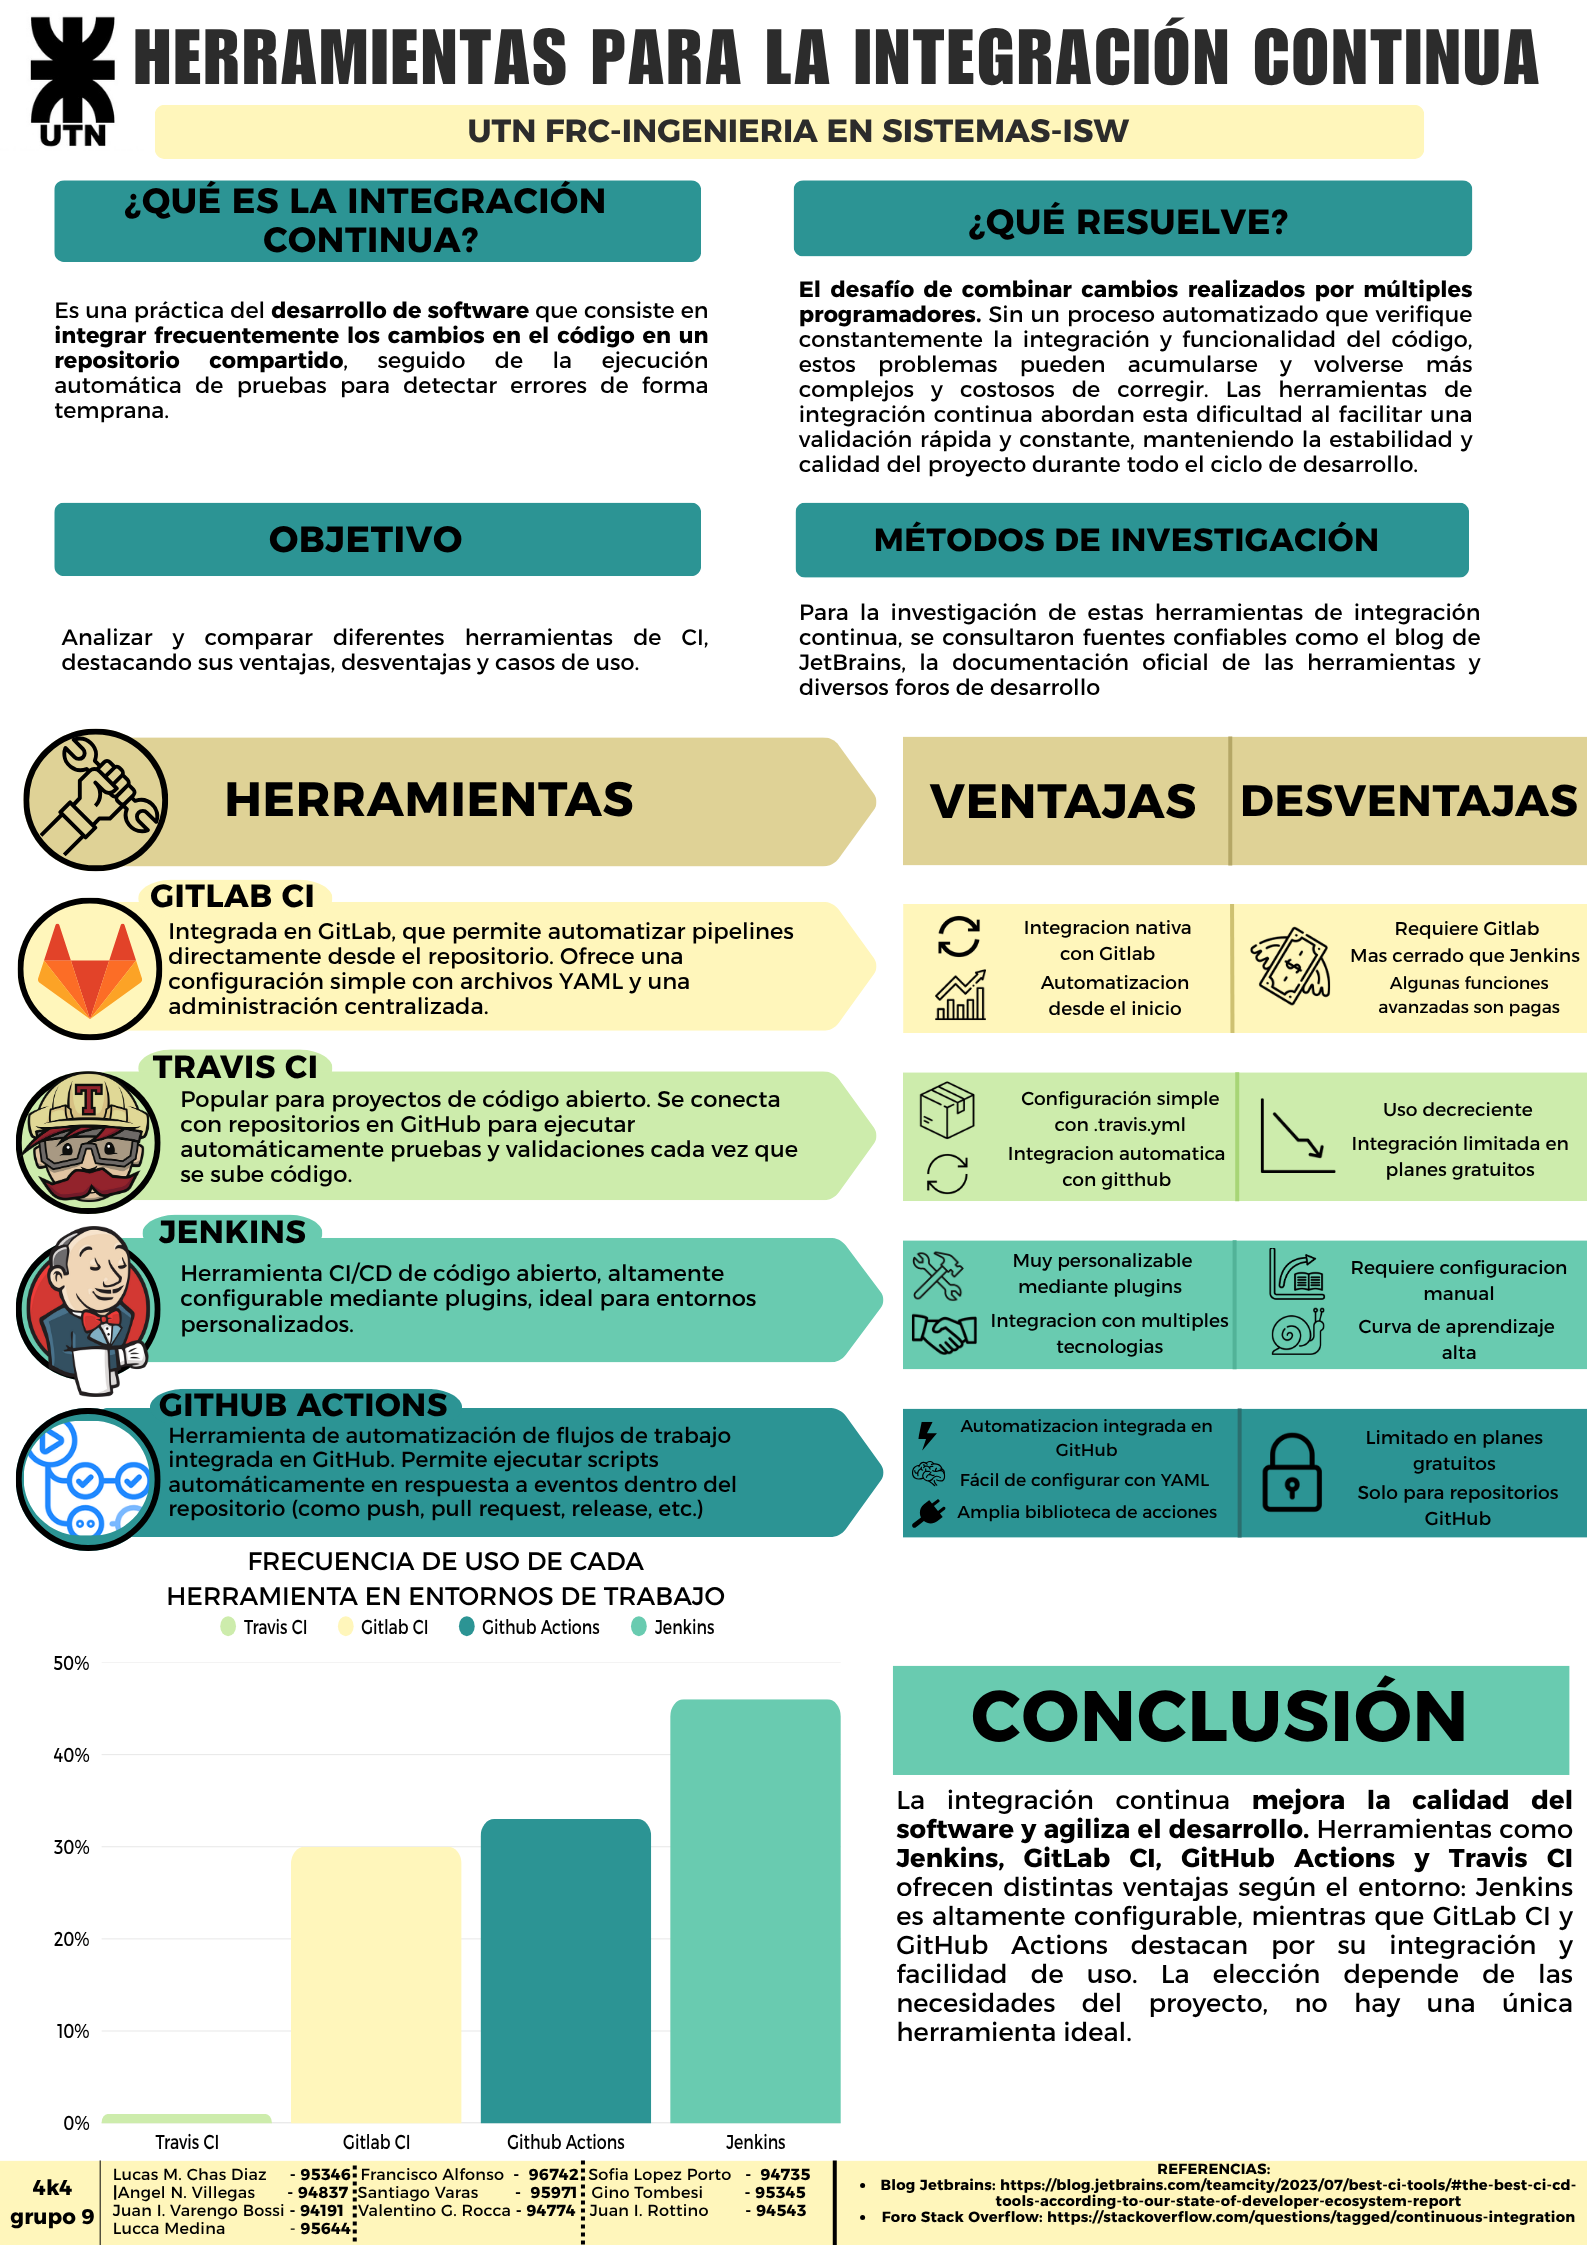 HERRAMIENTAS PARA LA INTEGRACIÓN CONTINUA
UTN
UTN FRC-INGENIERIA EN SISTEMAS-ISW
¿QUÉ ES LA INTEGRACIÓN
CONTINUA?
Es una práctica del desarrollo de software que consiste en
integrar frecuentemente los cambios en el código en un
repositorio compartido, seguido de la ejecución
automática de pruebas para detectar errores de forma
temprana.
¿QUÉ RESUELVE?
El desafío de combinar cambios realizados por múltiples
programadores. Sin un proceso automatizado que verifique
constantemente la integración y funcionalidad del código,
estos problemas pueden acumularse y volverse más
complejos y costosos de corregir. Las herramientas de
integración continua abordan esta dificultad al facilitar una
validación rápida y constante, manteniendo la estabilidad y
calidad del proyecto durante todo el ciclo de desarrollo.
OBJETIVO
Analizar y comparar diferentes herramientas de CI,
destacando sus ventajas, desventajas y casos de uso.
MÉTODOS DE INVESTIGACIÓN
Para la investigación de estas herramientas de integración
continua, se consultaron fuentes confiables como el blog de
JetBrains, la documentación oficial de las herramientas y
diversos foros de desarrollo
HERRAMIENTAS
VENTAJAS
DESVENTAJAS
GITLAB CI
Integrada en GitLab, que permite automatizar pipelines
directamente desde el repositorio. Ofrece una
configuración simple con archivos YAML y una
administración centralizada.
Integracion nativa
con Gitlab
Automatizacion
desde el inicio
$
Requiere Gitlab
Mas cerrado que Jenkins
Algunas funciones
avanzadas son pagas
TRAVIS CI
T
Popular para proyectos de código abierto. Se conecta
con repositorios en GitHub para ejecutar
automáticamente pruebas y validaciones cada vez que
se sube código.
Configuración simple
con .travis.yml
Integracion automatica
con gitthub
Uso decreciente
Integración limitada en
planes gratuitos
JENKINS
Herramienta CI/CD de código abierto, altamente
configurable mediante plugins, ideal para entornos
personalizados.
Muy personalizable
mediante plugins
Integracion con multiples
tecnologias
Requiere configuracion
manual
Curva de aprendizaje
alta
GITHUB ACTIONS
Herramienta de automatización de flujos de trabajo
integrada en GitHub. Permite ejecutar scripts
automáticamente en respuesta a eventos dentro del
repositorio (como push, pull request, release, etc.)
Automatizacion integrada en
GitHub
Fácil de configurar con YAML
Amplia biblioteca de acciones
Limitado en planes
gratuitos
Solo para repositorios
GitHub
FRECUENCIA DE USO DE CADA
HERRAMIENTA EN ENTORNOS DE TRABAJO
Travis CI Gitlab CI Github Actions Jenkins
50%
40%
30%
20%
10%
0%
Travis CI Gitlab CI Github Actions Jenkins
CONCLUSIÓN
La integración continua mejora la calidad del
software y agiliza el desarrollo. Herramientas como
Jenkins, GitLab CI, GitHub Actions y Travis CI
ofrecen distintas ventajas según el entorno: Jenkins
es altamente configurable, mientras que GitLab CI y
GitHub Actions destacan por su integración y
facilidad de uso. La elección depende de las
necesidades del proyecto, no hay una única
herramienta ideal.
4k4
grupo 9
Lucas M. Chas Diaz - 95346
|Angel N. Villegas - 94837
Juan I. Varengo Bossi - 94191
Lucca Medina - 95644
Francisco Alfonso - 96742
Santiago Varas - 95971
Valentino G. Rocca - 94774
Sofia Lopez Porto - 94735
Gino Tombesi - 95345
Juan I. Rottino - 94543
REFERENCIAS:
• Blog Jetbrains: https://blog.jetbrains.com/teamcity/2023/07/best-ci-tools/#the-best-ci-cd-
tools-according-to-our-state-of-developer-ecosystem-report
• Foro Stack Overflow: https://stackoverflow.com/questions/tagged/continuous-integration